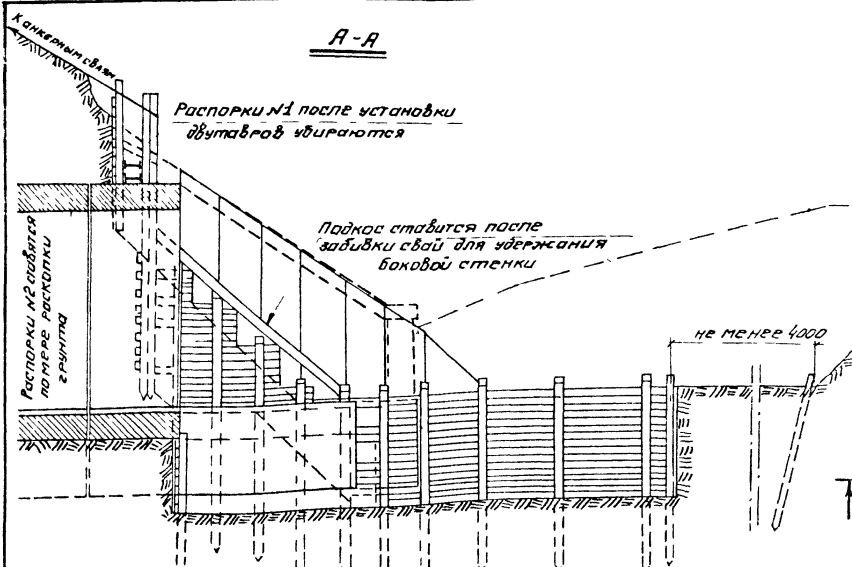 А-А
К анкерным сваям
Распорки №1 после установки
двутавров убираются
Подкос ставится после
забивки свай для удержания
боковой стенки
Распорки №2 ставятся
по мере раскопки
грунта
не менее 4000